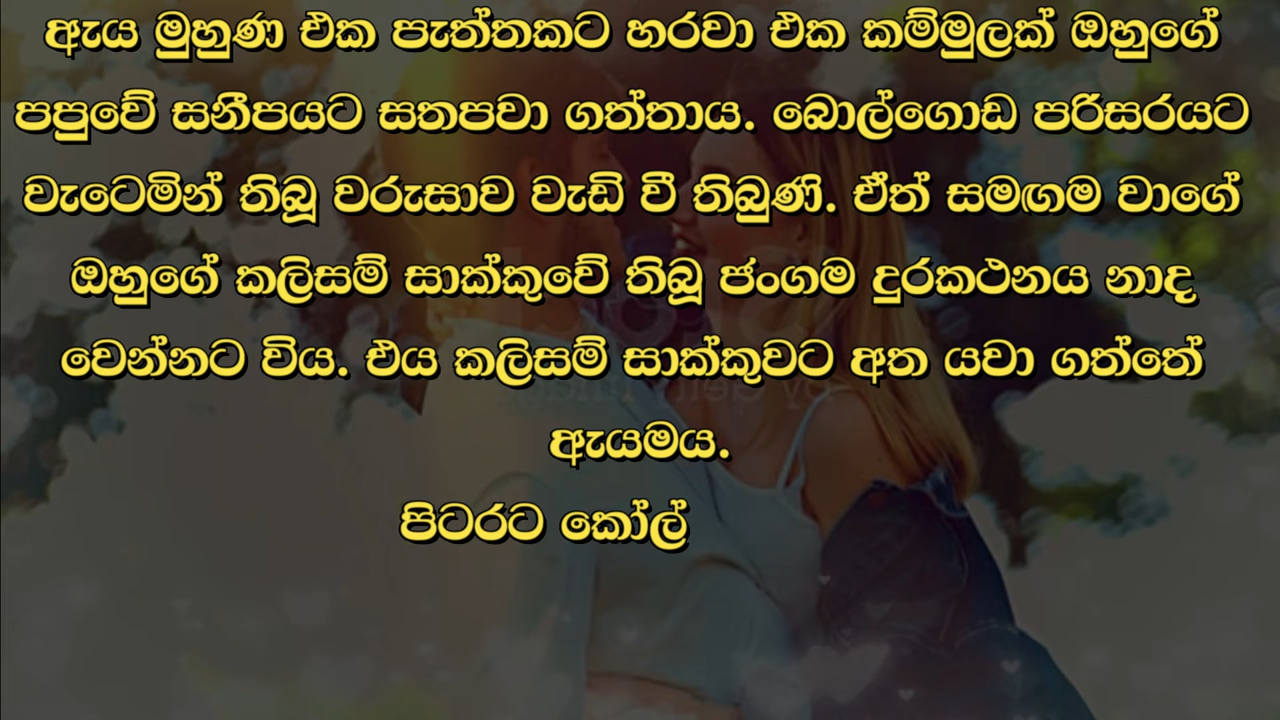 ඇය මුහුණ එක පැත්තකට හරවා එක කම්මුලක් ඔහුගේ
පපුවේ සනීපයට සතපවා ගත්තාය. බොල්ගොඩ පරිසරයට
වැටෙමින් තිබූ වරුසාව වැඩි වී තිබුණි. ඒත් සමඟම වාගේ
ඔහුගේ කලිසම් සාක්කුවේ තිබූ ජංගම දුරකථනය නාද
වෙන්නට විය. එය කලිසම් සාක්කුවට අත යවා ගත්තේ
ඇයමය.
පිටරට කෝල්